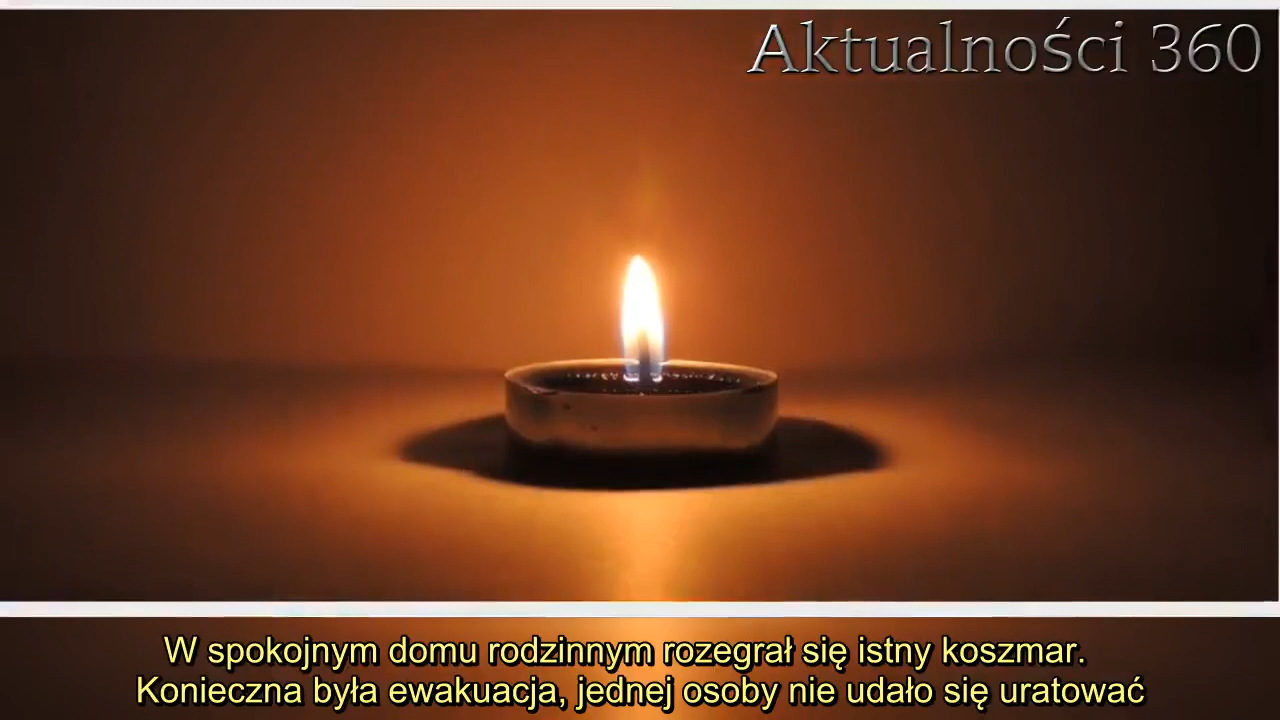 Aktualności 360
W spokojnym domu rodzinnym rozegrał się istny koszmar.
Konieczna była ewakuacja, jednej osoby nie udało się uratować